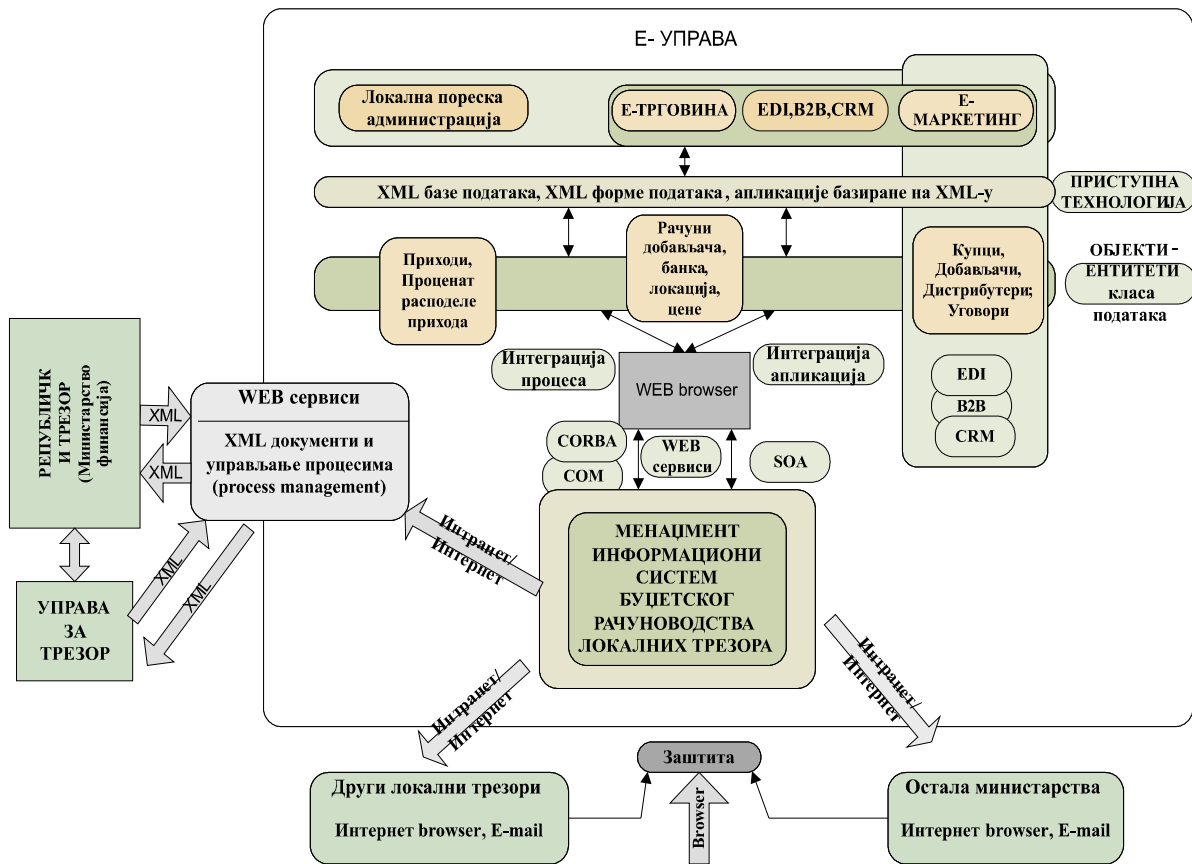 Е- УПРАВА
Локална пореска
администрација
Е-ТРГОВИНА
EDI,B2B,CRM
Е-
МАРКЕТИНГ
XML базе података, XML форме података, апликације базиране на XML-у
ПРИСТУПНА
ТЕХНОЛОГИЈА
Приходи,
Проценат
расподеле
прихода
Рачуни
добављача,
банка,
локација,
цене
Купци,
Добављачи,
Дистрибутери;
Уговори
ОБЈЕКТИ -
ЕНТИТЕТИ
класа
података
Интеграција
процеса
WEB browser
Интеграција
апликација
EDI
B2B
CRM
CORBA
COM
WEB
сервиси
SOA
РЕПУБЛИЧК
И ТРЕЗОР
(Министарство
финансија)
XML
XML
WEB сервиси
XML документи и
управљање процесима
(process management)
XML
XML
УПРАВА
ЗА
ТРЕЗОР
Интранет/
Интернет
МЕНАЏМЕНТ
ИНФОРМАЦИОНИ
СИСТЕМ
БУЏЕТСКОГ
РАЧУНОВОДСТВА
ЛОКАЛНИХ ТРЕЗОРА
Интранет/
Интернет
Интранет/
Интернет
Заштита
Browser
Други локални трезори
Интернет browser, E-mail
Остала министарства
Интернет browser, E-mail